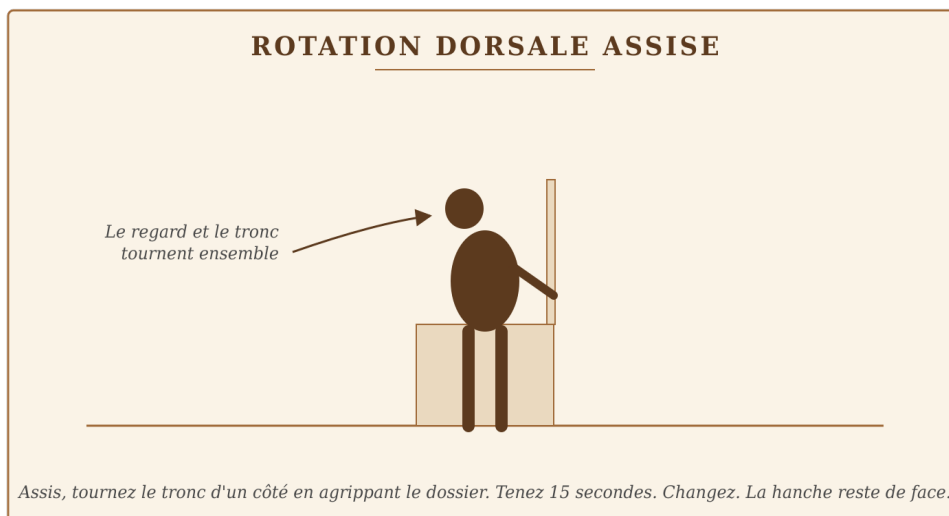 ROTATION DORSALE ASSISE
Le regard et le tronc
tournent ensemble
Assis, tournez le tronc d'un côté en agrippant le dossier. Tenez 15 secondes. Changez. La hanche reste de face.